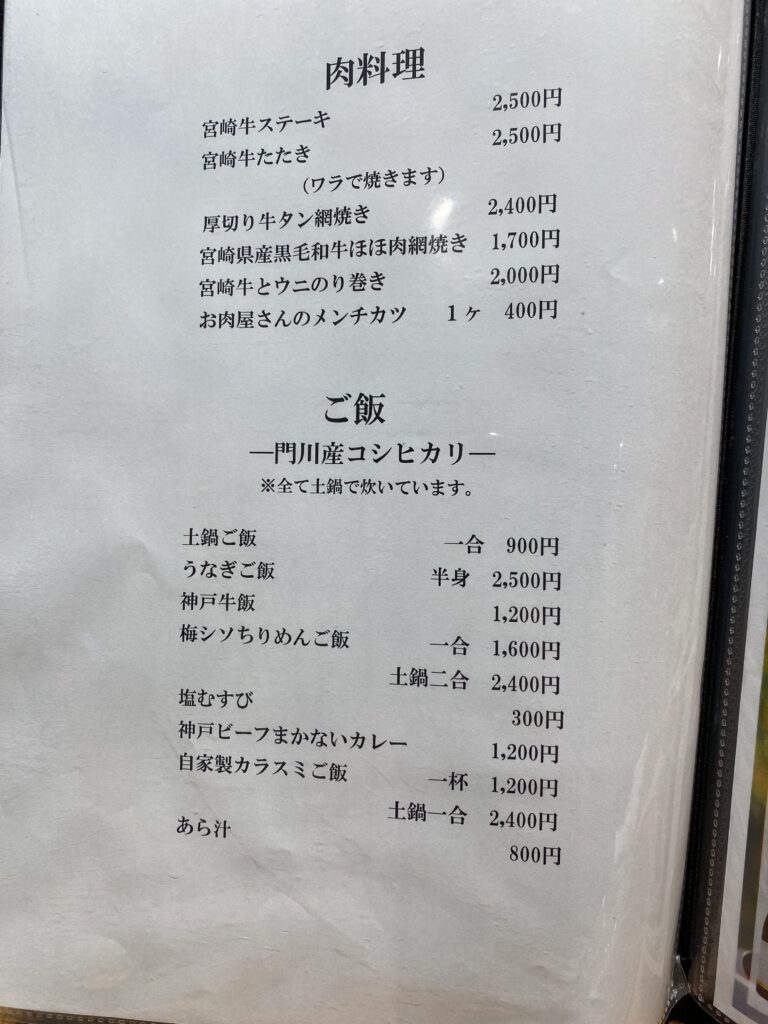 肉料理
宮崎牛ステーキ 2,500円
宮崎牛たたき 2,500円
（ワラで焼きます）
厚切り牛タン網焼き 2,400円
宮崎県産黒毛和牛ほほ肉網焼き 1,700円
宮崎牛とウニのり巻き 2,000円
お肉屋さんのメンチカツ 1ヶ 400円
ご飯
―門川産コシヒカリ―
※全て土鍋で炊いています。
土鍋ご飯 一合 900円
うなぎご飯 半身 2,500円
神戸牛飯 1,200円
梅シソちりめんご飯 一合 1,600円
土鍋二合 2,400円
塩むすび 300円
神戸ビーフまかないカレー 1,200円
自家製カラスミご飯 一杯 1,200円
土鍋一合 2,400円
あら汁 800円